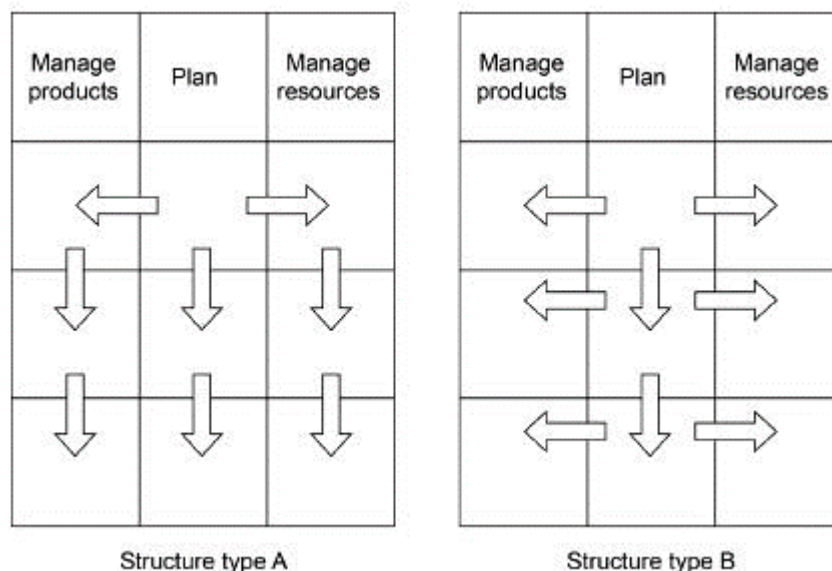 Manage
products
Plan
Manage
resources
Manage
products
Plan
Manage
resources
Structure type A
Structure type B